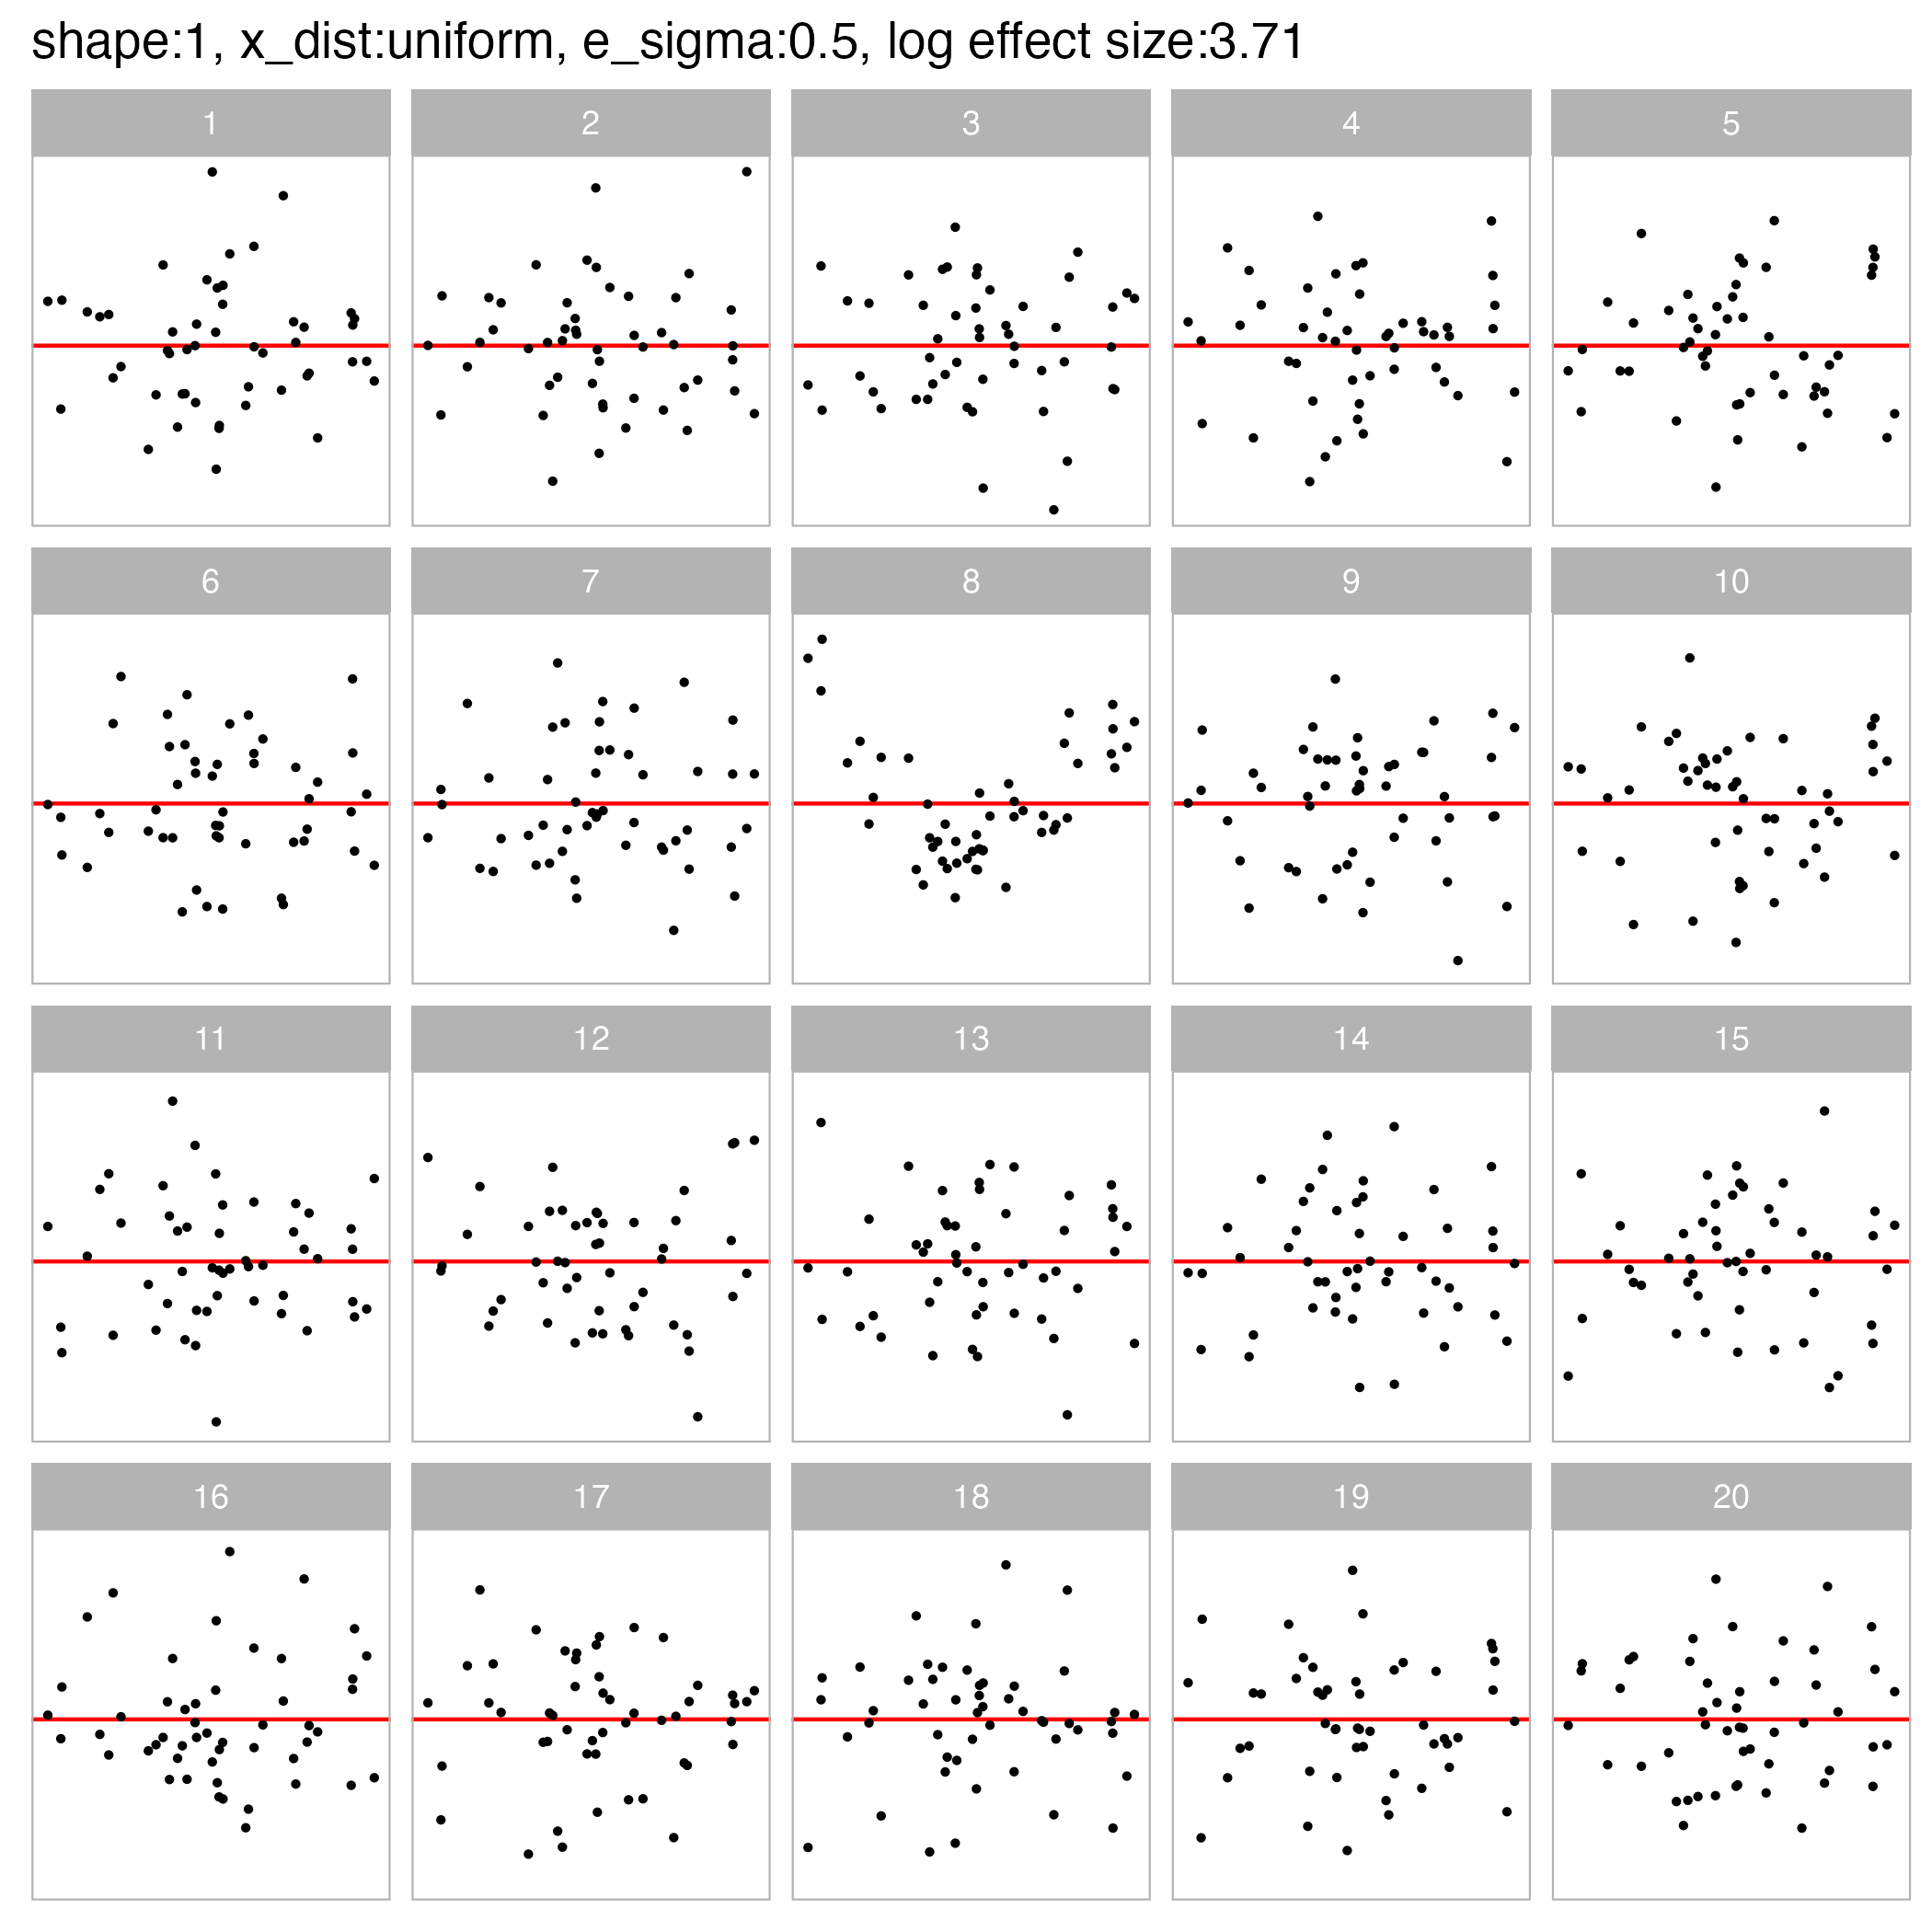 shape:1, x_dist:uniform, e_sigma:0.5, log effect size:3.71
1 2 3 4 5
6 7 8 9 10
11 12 13 14 15
16 17 18 19 20